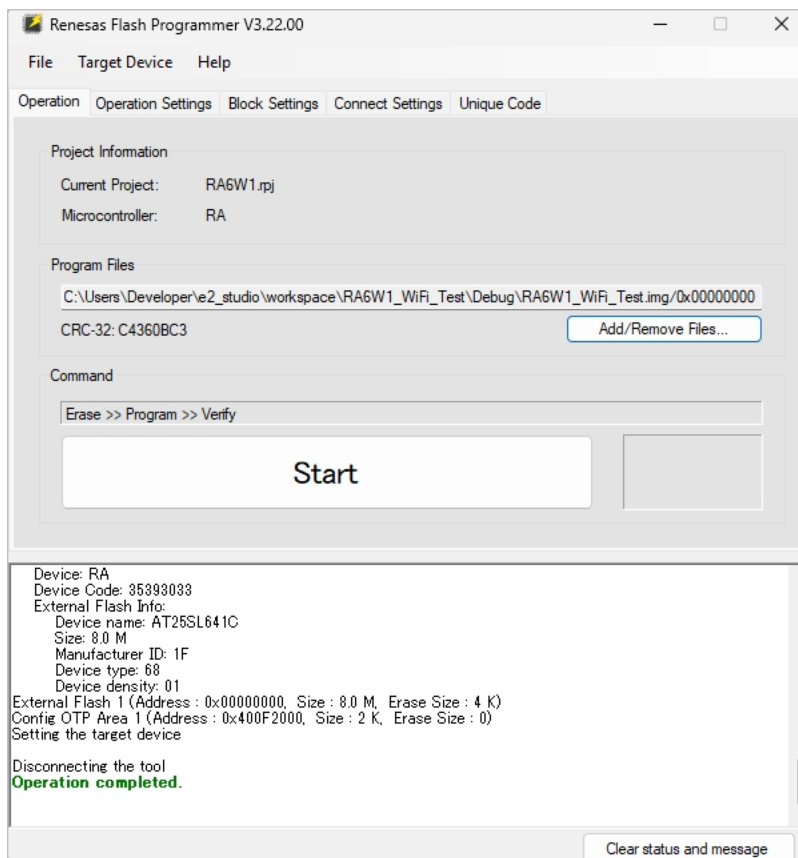 Renesas Flash Programmer V3.22.00
File Target Device Help
Operation Operation Settings Block Settings Connect Settings Unique Code
Project Information
Current Project: RA6W1.rpj
Microcontroller: RA
Program Files
C:\Users\Developer\e2_studio\workspace\RA6W1_WiFi_Test\Debug\RA6W1_WiFi_Test.img/0x00000000
CRC-32: C4360BC3 Add/Remove Files...
Command
Erase >> Program >> Verify
Start
Device: RA
Device Code: 35393033
External Flash Info:
Device name: AT25SL641C
Size: 8.0 M
Manufacturer ID: 1F
Device type: 68
Device density: 01
External Flash 1 (Address : 0x00000000, Size : 8.0 M, Erase Size : 4 K)
Config OTP Area 1 (Address : 0x400F2000, Size : 2 K, Erase Size : 0)
Setting the target device
Disconnecting the tool
Operation completed.
Clear status and message